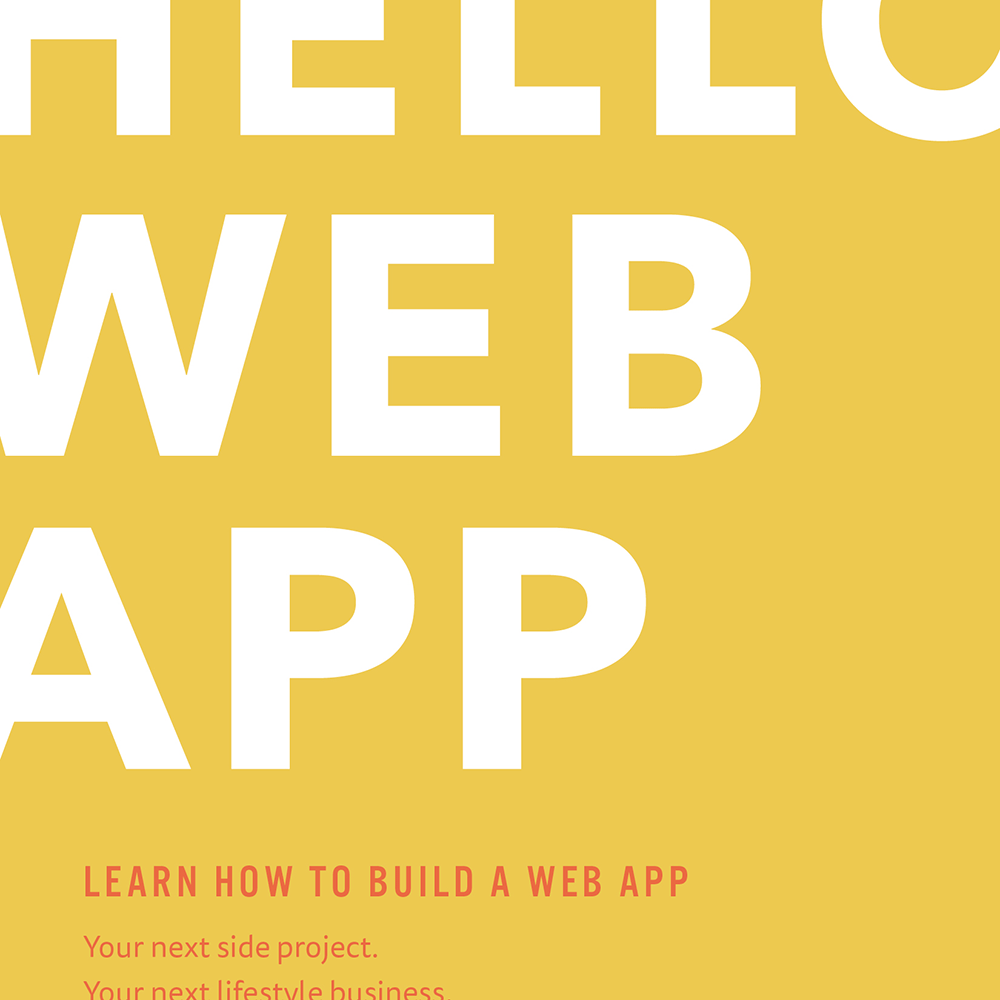 HELLO
WEB
APP
LEARN HOW TO BUILD A WEB APP
Your next side project.
Your next lifestyle business.